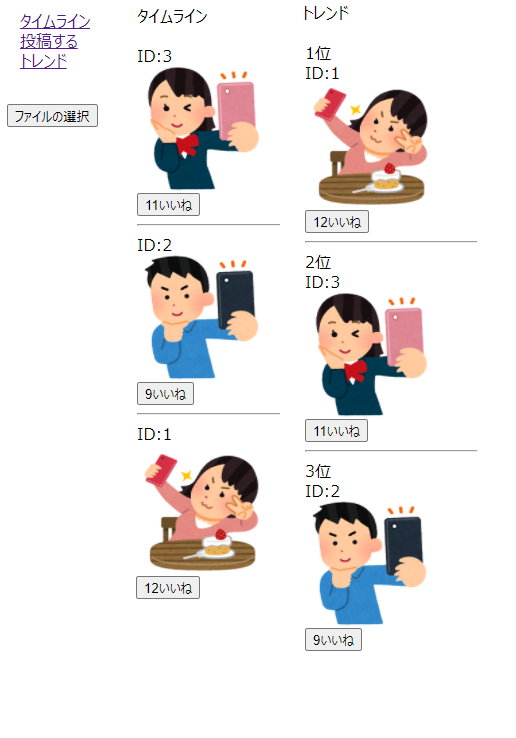 タイムライン
投稿する
トレンド
ファイルの選択
タイムライン
ID:3
11いいね
ID:2
9いいね
ID:1
12いいね
トレンド
1位
ID:1
12いいね
2位
ID:3
11いいね
3位
ID:2
9いいね